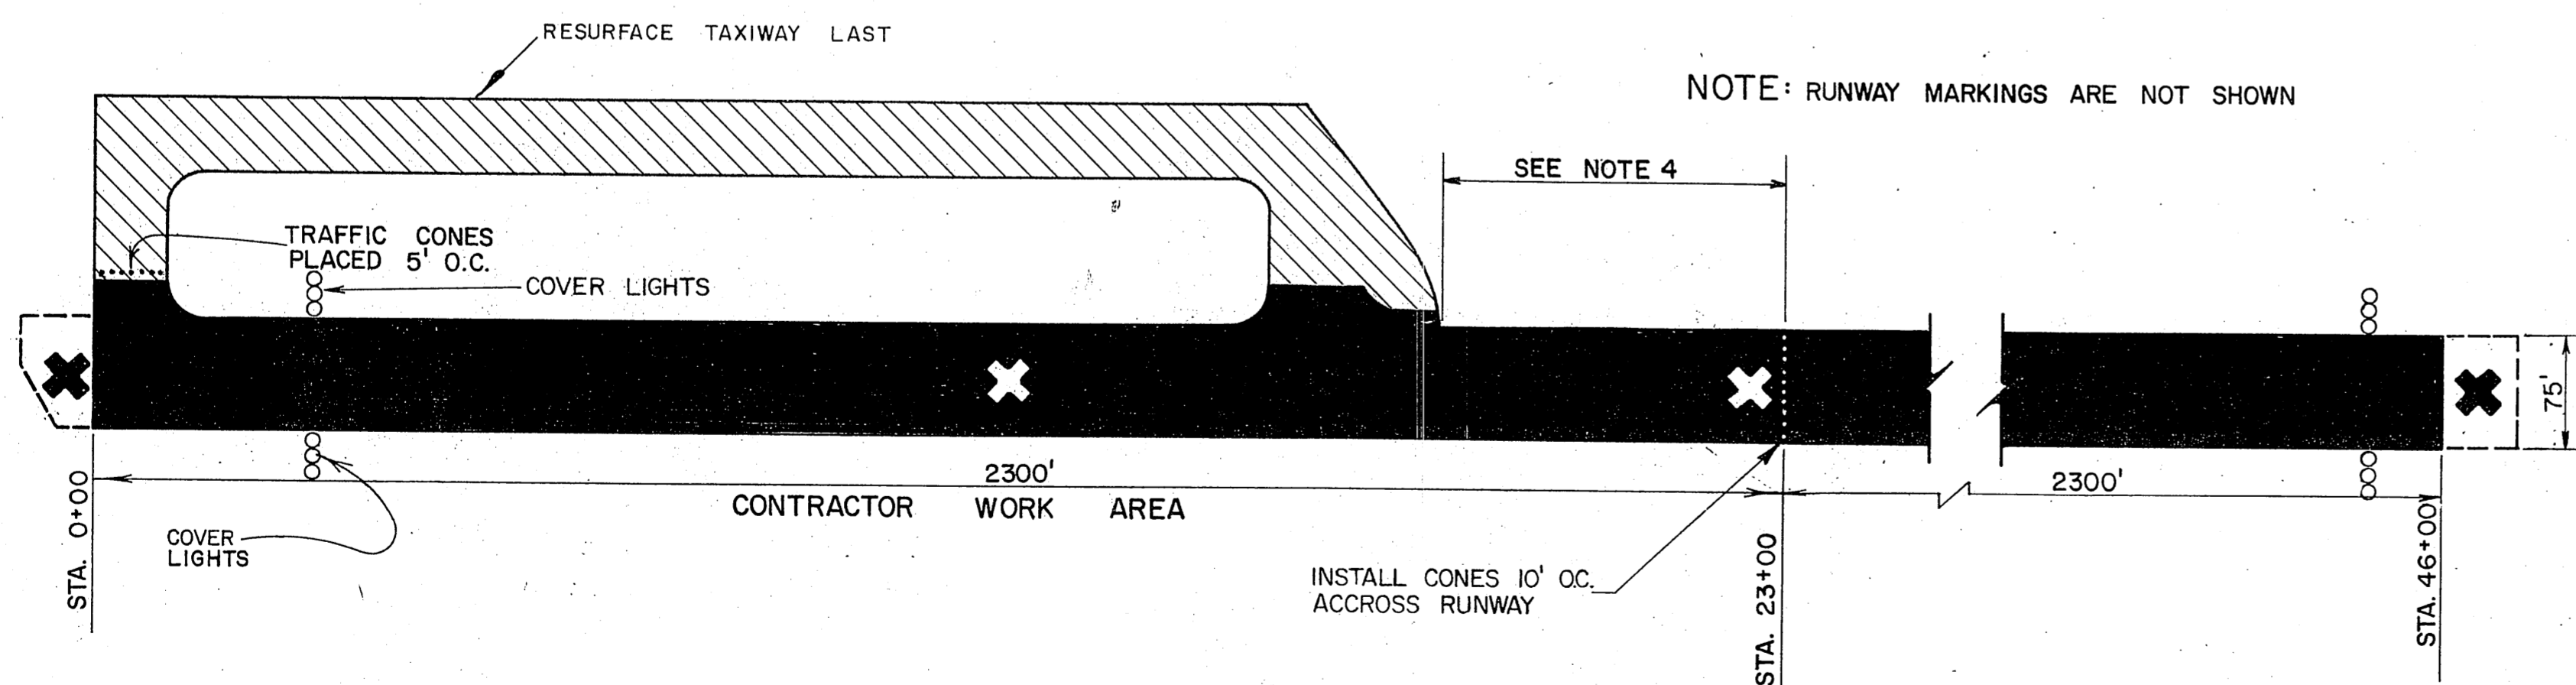 RESURFACE TAXIWAY LAST
NOTE: RUNWAY MARKINGS ARE NOT SHOWN
SEE NOTE 4
TRAFFIC CONES
PLACED 5' O.C.
COVER LIGHTS
75'
2300'
CONTRACTOR WORK AREA
2300'
STA. 0+00
COVER
LIGHTS
INSTALL CONES 10' O.C.
ACCROSS RUNWAY
STA. 23+00
STA. 46+00